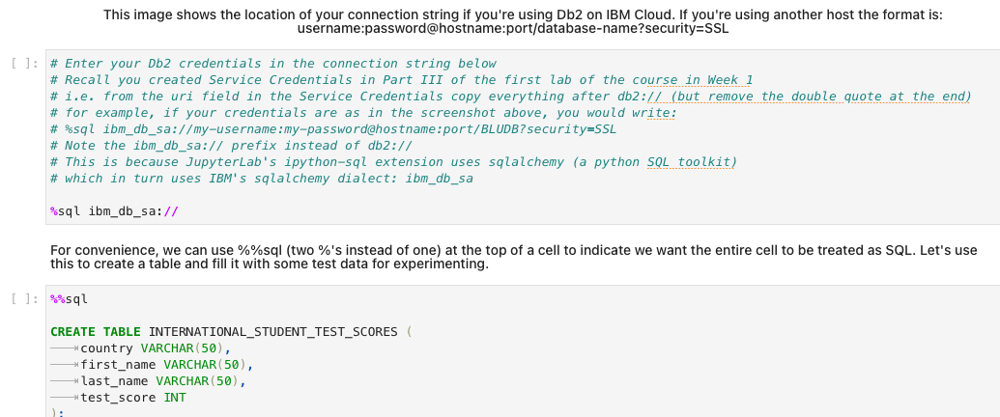 This image shows the location of your connection string if you're using Db2 on IBM Cloud. If you're using another host the format is:
username:password@hostname:port/database-name?security=SSL
[ ]: # Enter your Db2 credentials in the connection string below
# Recall you created Service Credentials in Part III of the first lab of the course in Week 1
# i.e. from the uri field in the Service Credentials copy everything after db2:// (but remove the double quote at the end)
# for example, if your credentials are as in the screenshot above, you would write:
# %sql ibm_db_sa://my-username:my-password@hostname:port/BLUDB?security=SSL
# Note the ibm_db_sa:// prefix instead of db2://
# This is because JupyterLab's ipython-sql extension uses sqlalchemy (a python SQL toolkit)
# which in turn uses IBM's sqlalchemy dialect: ibm_db_sa
%sql ibm_db_sa://
For convenience, we can use %%sql (two %'s instead of one) at the top of a cell to indicate we want the entire cell to be treated as SQL. Let's use
this to create a table and fill it with some test data for experimenting.
[ ]: %%sql
CREATE TABLE INTERNATIONAL_STUDENT_TEST_SCORES (
country VARCHAR(50),
first_name VARCHAR(50),
last_name VARCHAR(50),
test_score INT
);